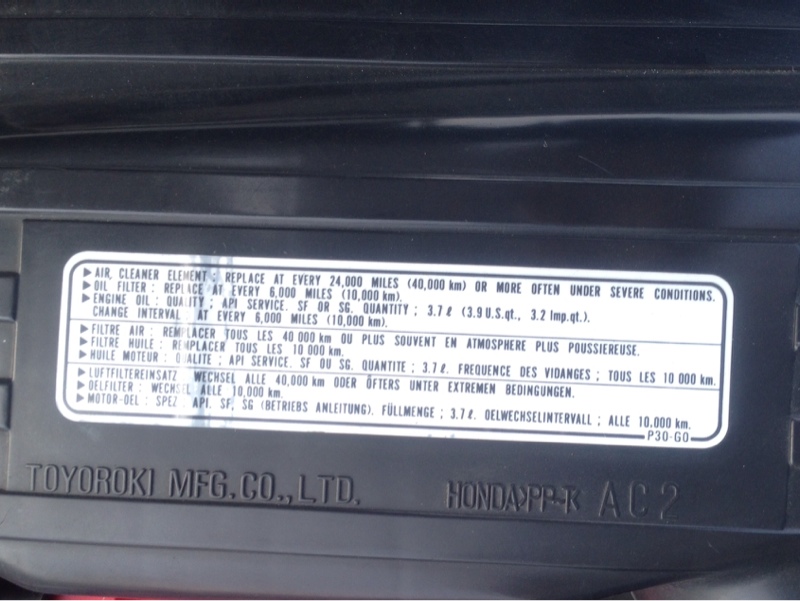 ▶ AIR CLEANER ELEMENT ; REPLACE AT EVERY 24,000 MILES (40,000 km) OR MORE OFTEN UNDER SEVERE CONDITIONS.
▶ OIL FILTER : REPLACE AT EVERY 6,000 MILES (10,000 km).
▶ ENGINE OIL : QUALITY ; API SERVICE. SF OR SG. QUANTITY ; 3.7 ℓ (3.9 U.S.qt., 3.2 Imp.qt.).
CHANGE INTERVAL ; AT EVERY 6,000 MILES (10,000 km).
▶ FILTRE AIR : REMPLACER TOUS LES 40 000 km OU PLUS SOUVENT EN ATMOSPHERE PLUS POUSSIEREUSE.
▶ FILTRE HUILE : REMPLACER TOUS LES 10 000 km.
▶ HUILE MOTEUR : QUALITE ; API SERVICE. SF OU SG. QUANTITE ; 3.7 ℓ. FREQUENCE DES VIDANGES ; TOUS LES 10 000 km.
▶ LUFTFILTEREINSATZ WECHSEL ALLE 40,000 km ODER ÖFTERS UNTER EXTREMEN BEDINGUNGEN.
▶ OELFILTER : WECHSEL ALLE 10,000 km.
▶ MOTOR-OEL : SPEZ API. SF, SG (BETRIEBS ANLEITUNG). FÜLLMENGE ; 3.7 ℓ. OELWECHSELINTERVALL ; ALLE 10.000 km.
P30-G0
TOYOROKI MFG.CO.,LTD.
HONDA >PP-K AC2